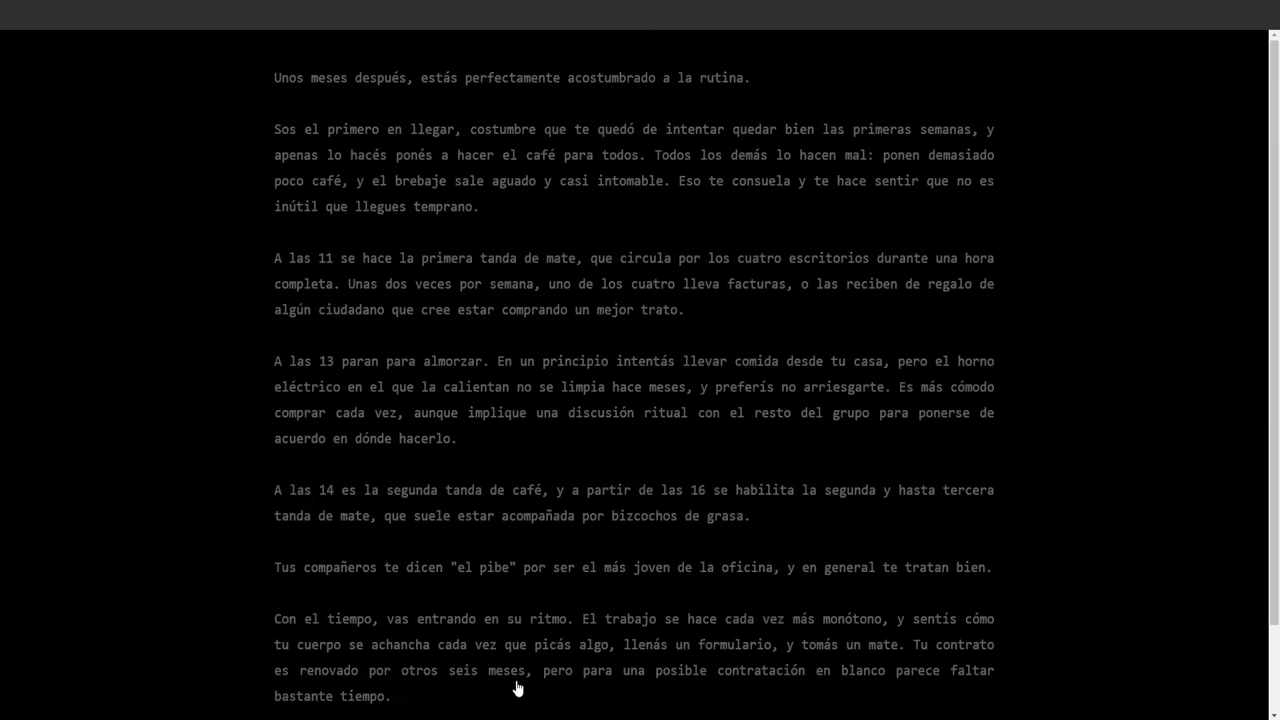 Unos meses después, estás perfectamente acostumbrado a la rutina.
Sos el primero en llegar, costumbre que te quedó de intentar quedar bien las primeras semanas, y
apenas lo hacés ponés a hacer el café para todos. Todos los demás lo hacen mal: ponen demasiado
poco café, y el brebaje sale aguado y casi intomable. Eso te consuela y te hace sentir que no es
inútil que llegues temprano.
A las 11 se hace la primera tanda de mate, que circula por los cuatro escritorios durante una hora
completa. Unas dos veces por semana, uno de los cuatro lleva facturas, o las reciben de regalo de
algún ciudadano que cree estar comprando un mejor trato.
A las 13 paran para almorzar. En un principio intentás llevar comida desde tu casa, pero el horno
eléctrico en el que la calientan no se limpia hace meses, y preferís no arriesgarte. Es más cómodo
comprar cada vez, aunque implique una discusión ritual con el resto del grupo para ponerse de
acuerdo en dónde hacerlo.
A las 14 es la segunda tanda de café, y a partir de las 16 se habilita la segunda y hasta tercera
tanda de mate, que suele estar acompañada por bizcochos de grasa.
Tus compañeros te dicen "el pibe" por ser el más joven de la oficina, y en general te tratan bien.
Con el tiempo, vas entrando en su ritmo. El trabajo se hace cada vez más monótono, y sentís cómo
tu cuerpo se achancha cada vez que picás algo, llenás un formulario, y tomás un mate. Tu contrato
es renovado por otros seis meses, pero para una posible contratación en blanco parece faltar
bastante tiempo.